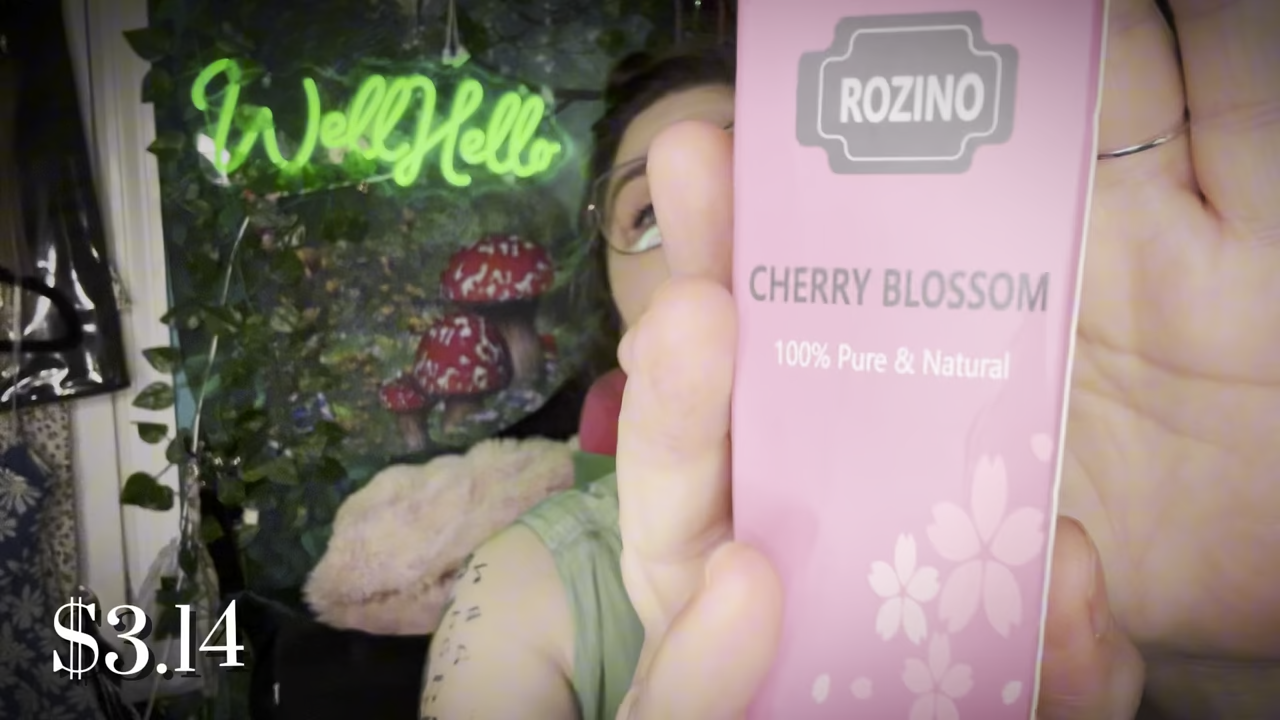 WellHello
ROZINO
CHERRY BLOSSOM
100% Pure & Natural
$3.14